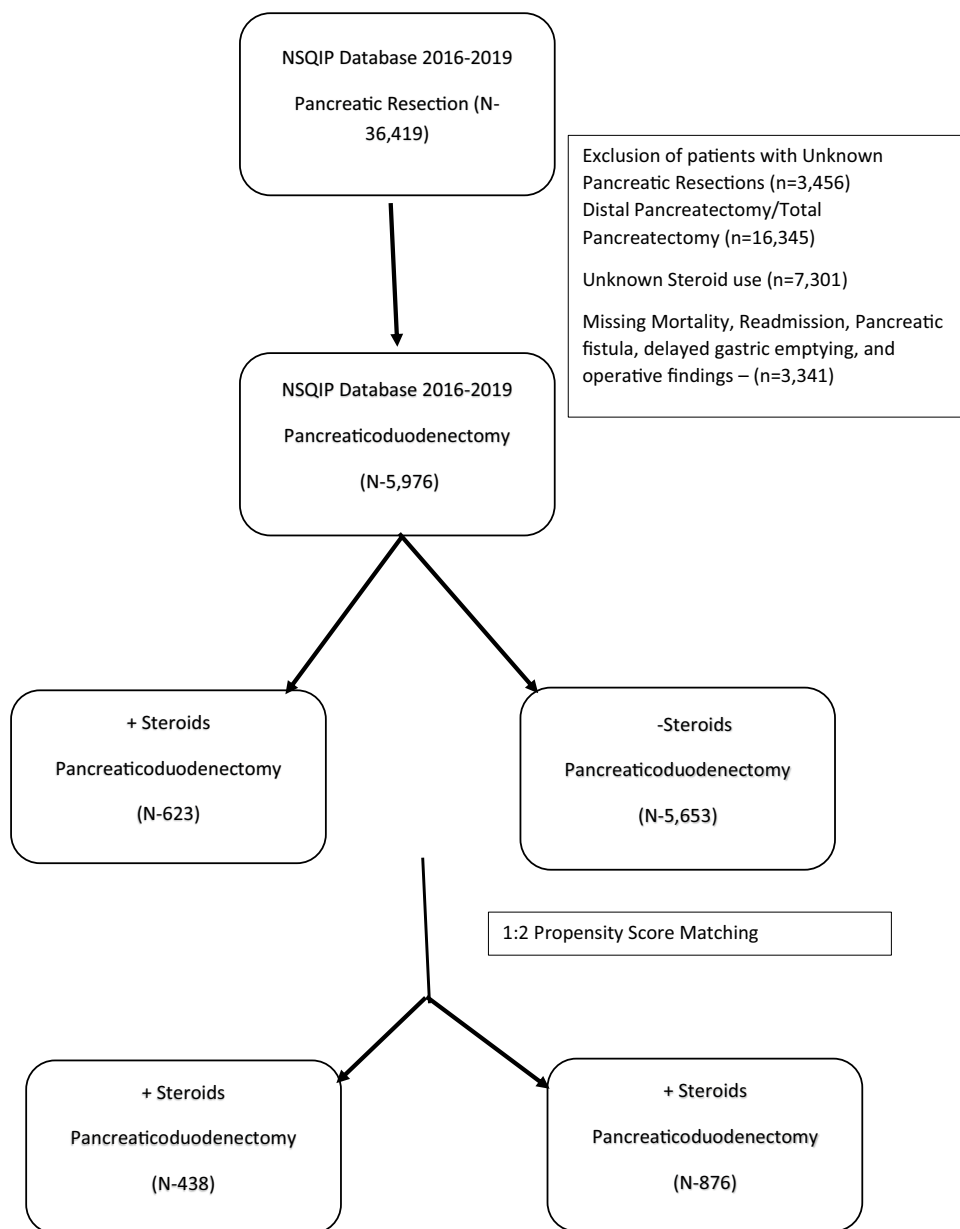 NSQIP Database 2016-2019
Pancreatic Resection (N-
36,419)
Exclusion of patients with Unknown
Pancreatic Resections (n=3,456)
Distal Pancreatectomy/Total
Pancreatectomy (n=16,345)
Unknown Steroid use (n=7,301)
Missing Mortality, Readmission, Pancreatic
fistula, delayed gastric emptying, and
operative findings – (n=3,341)
NSQIP Database 2016-2019
Pancreaticoduodenectomy
(N-5,976)
+ Steroids
Pancreaticoduodenectomy
(N-623)
-Steroids
Pancreaticoduodenectomy
(N-5,653)
1:2 Propensity Score Matching
+ Steroids
Pancreaticoduodenectomy
(N-438)
+ Steroids
Pancreaticoduodenectomy
(N-876)